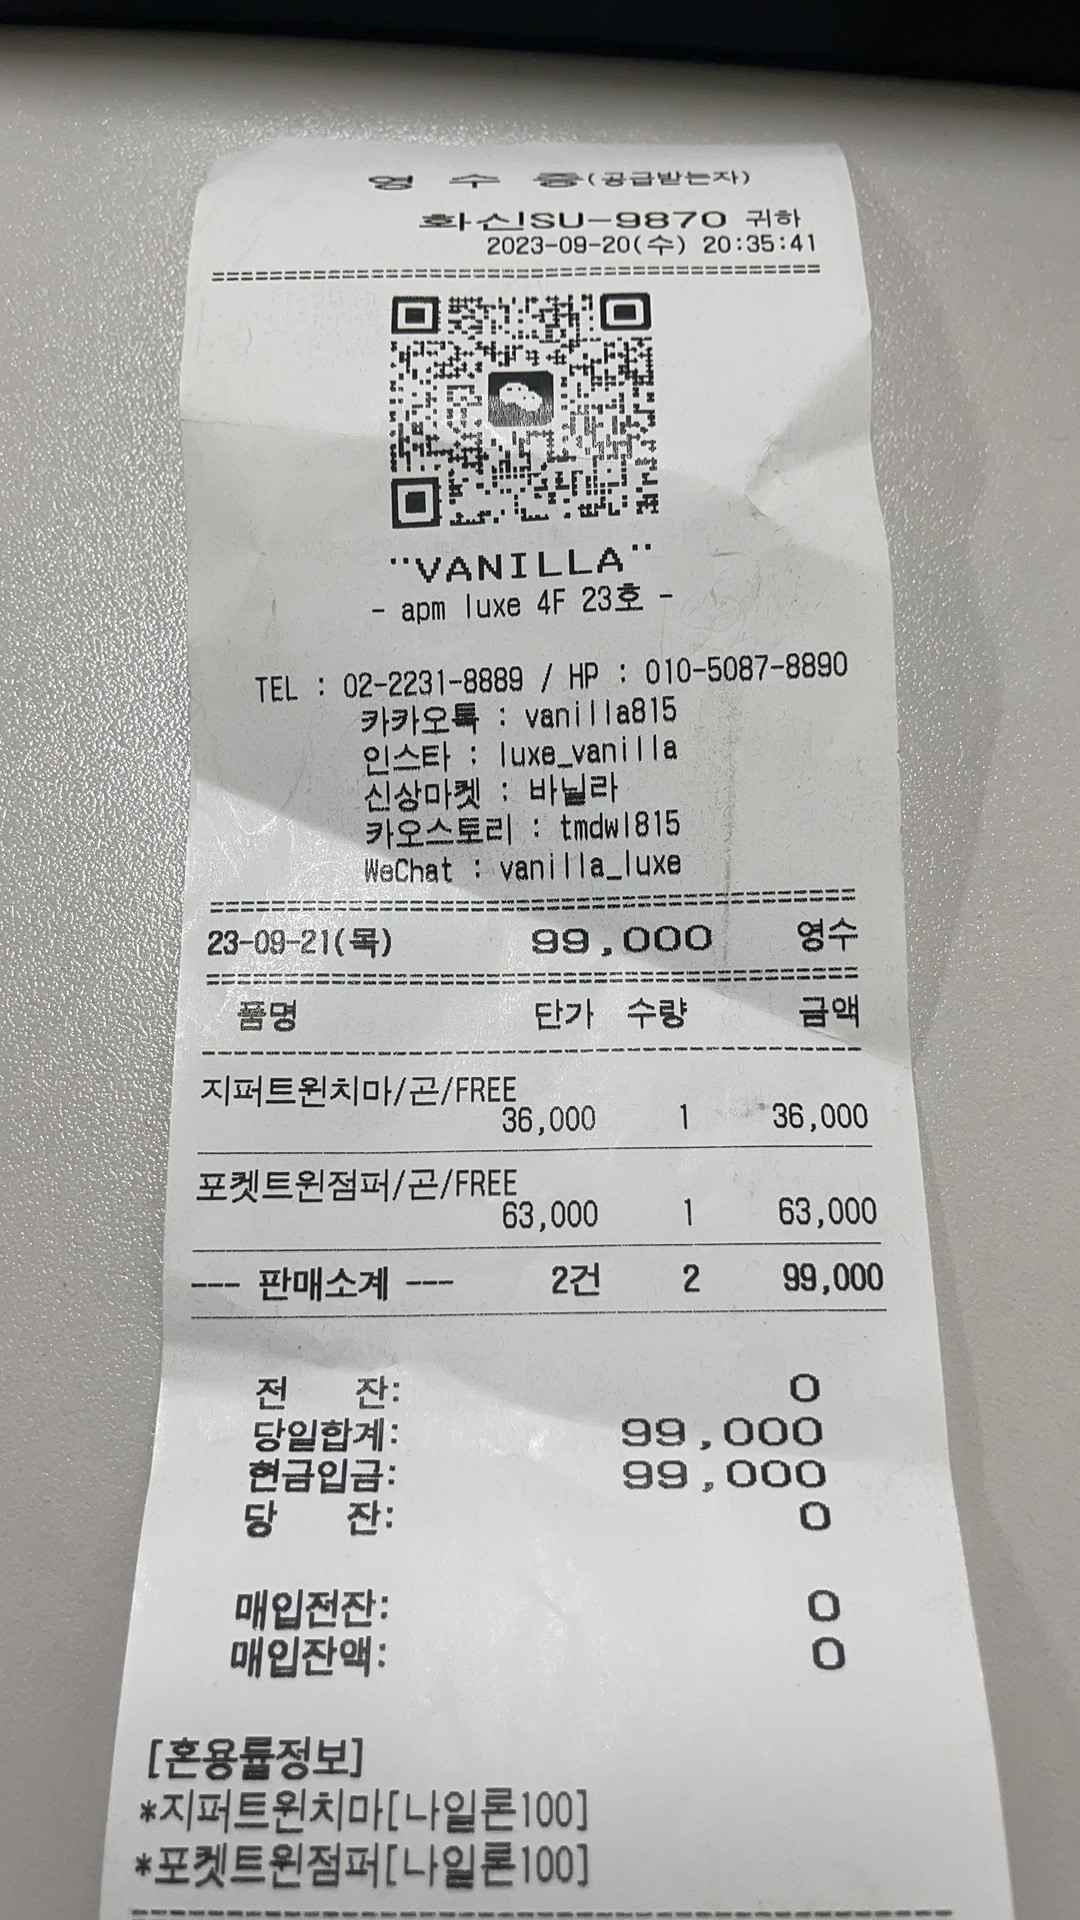 영 수 증(공급받는자)
화신SU-9870 귀하
2023-09-20(수) 20:35:41
¨VANILLA¨
- apm luxe 4F 23호 -
TEL : 02-2231-8889 / HP : 010-5087-8890
카카오톡 : vanilla815
인스타 : luxe_vanilla
신상마켓 : 바닐라
카오스토리 : tmdwl815
WeChat : vanilla_luxe
23-09-21(목) 99,000 영수
품명 단가 수량 금액
지퍼트윈치마/곤/FREE
36,000 1 36,000
포켓트윈점퍼/곤/FREE
63,000 1 63,000
--- 판매소계 --- 2건 2 99,000
전 잔: 0
당일합계: 99,000
현금입금: 99,000
당 잔: 0
매입전잔: 0
매입잔액: 0
[혼용률정보]
*지퍼트윈치마[나일론100]
*포켓트윈점퍼[나일론100]